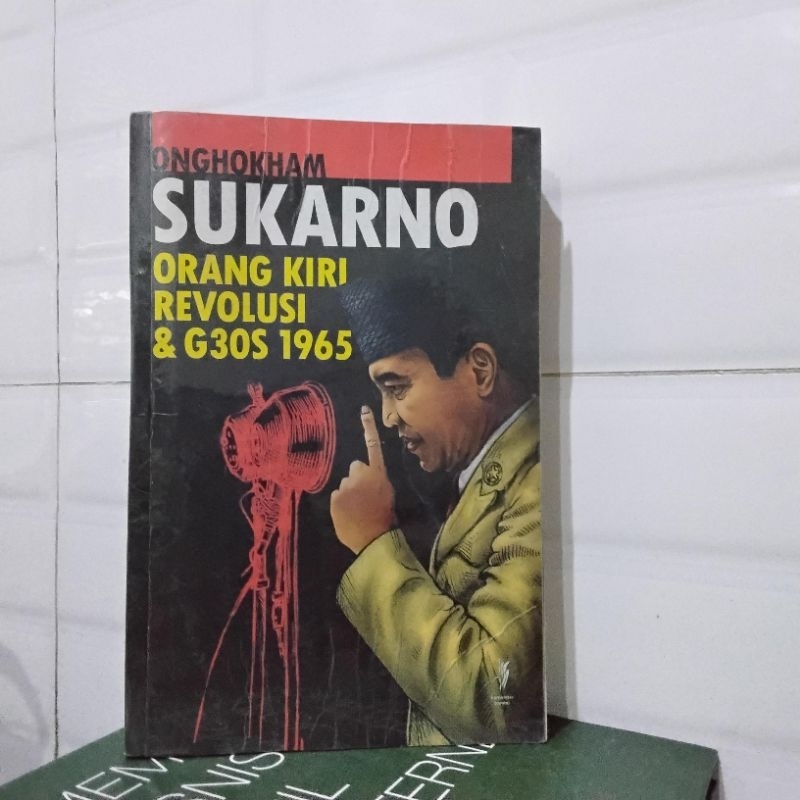 ONGHOKHAM
SUKARNO
ORANG KIRI
REVOLUSI
& G30S 1965